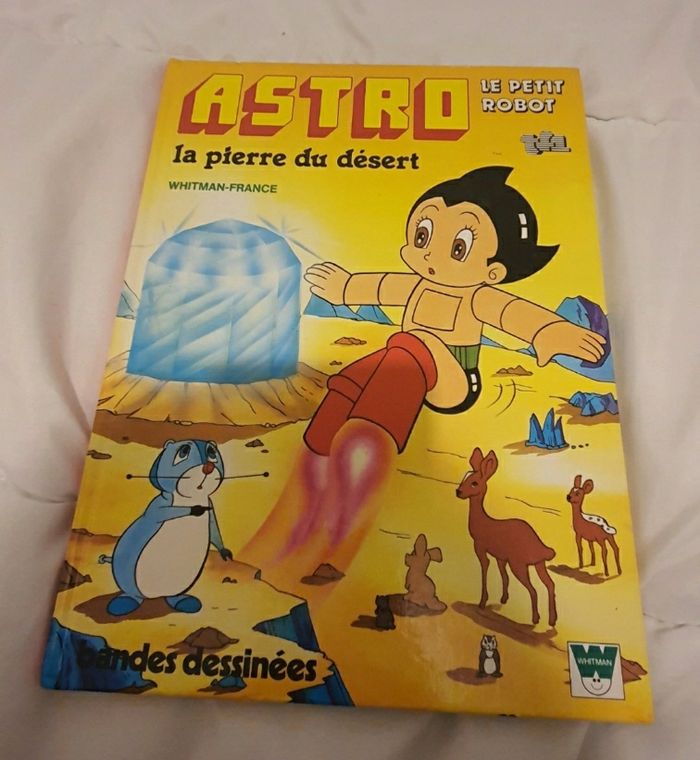 ASTRO
LE PETIT
ROBOT
la pierre du désert
WHITMAN-FRANCE
bandes dessinées
WHITMAN